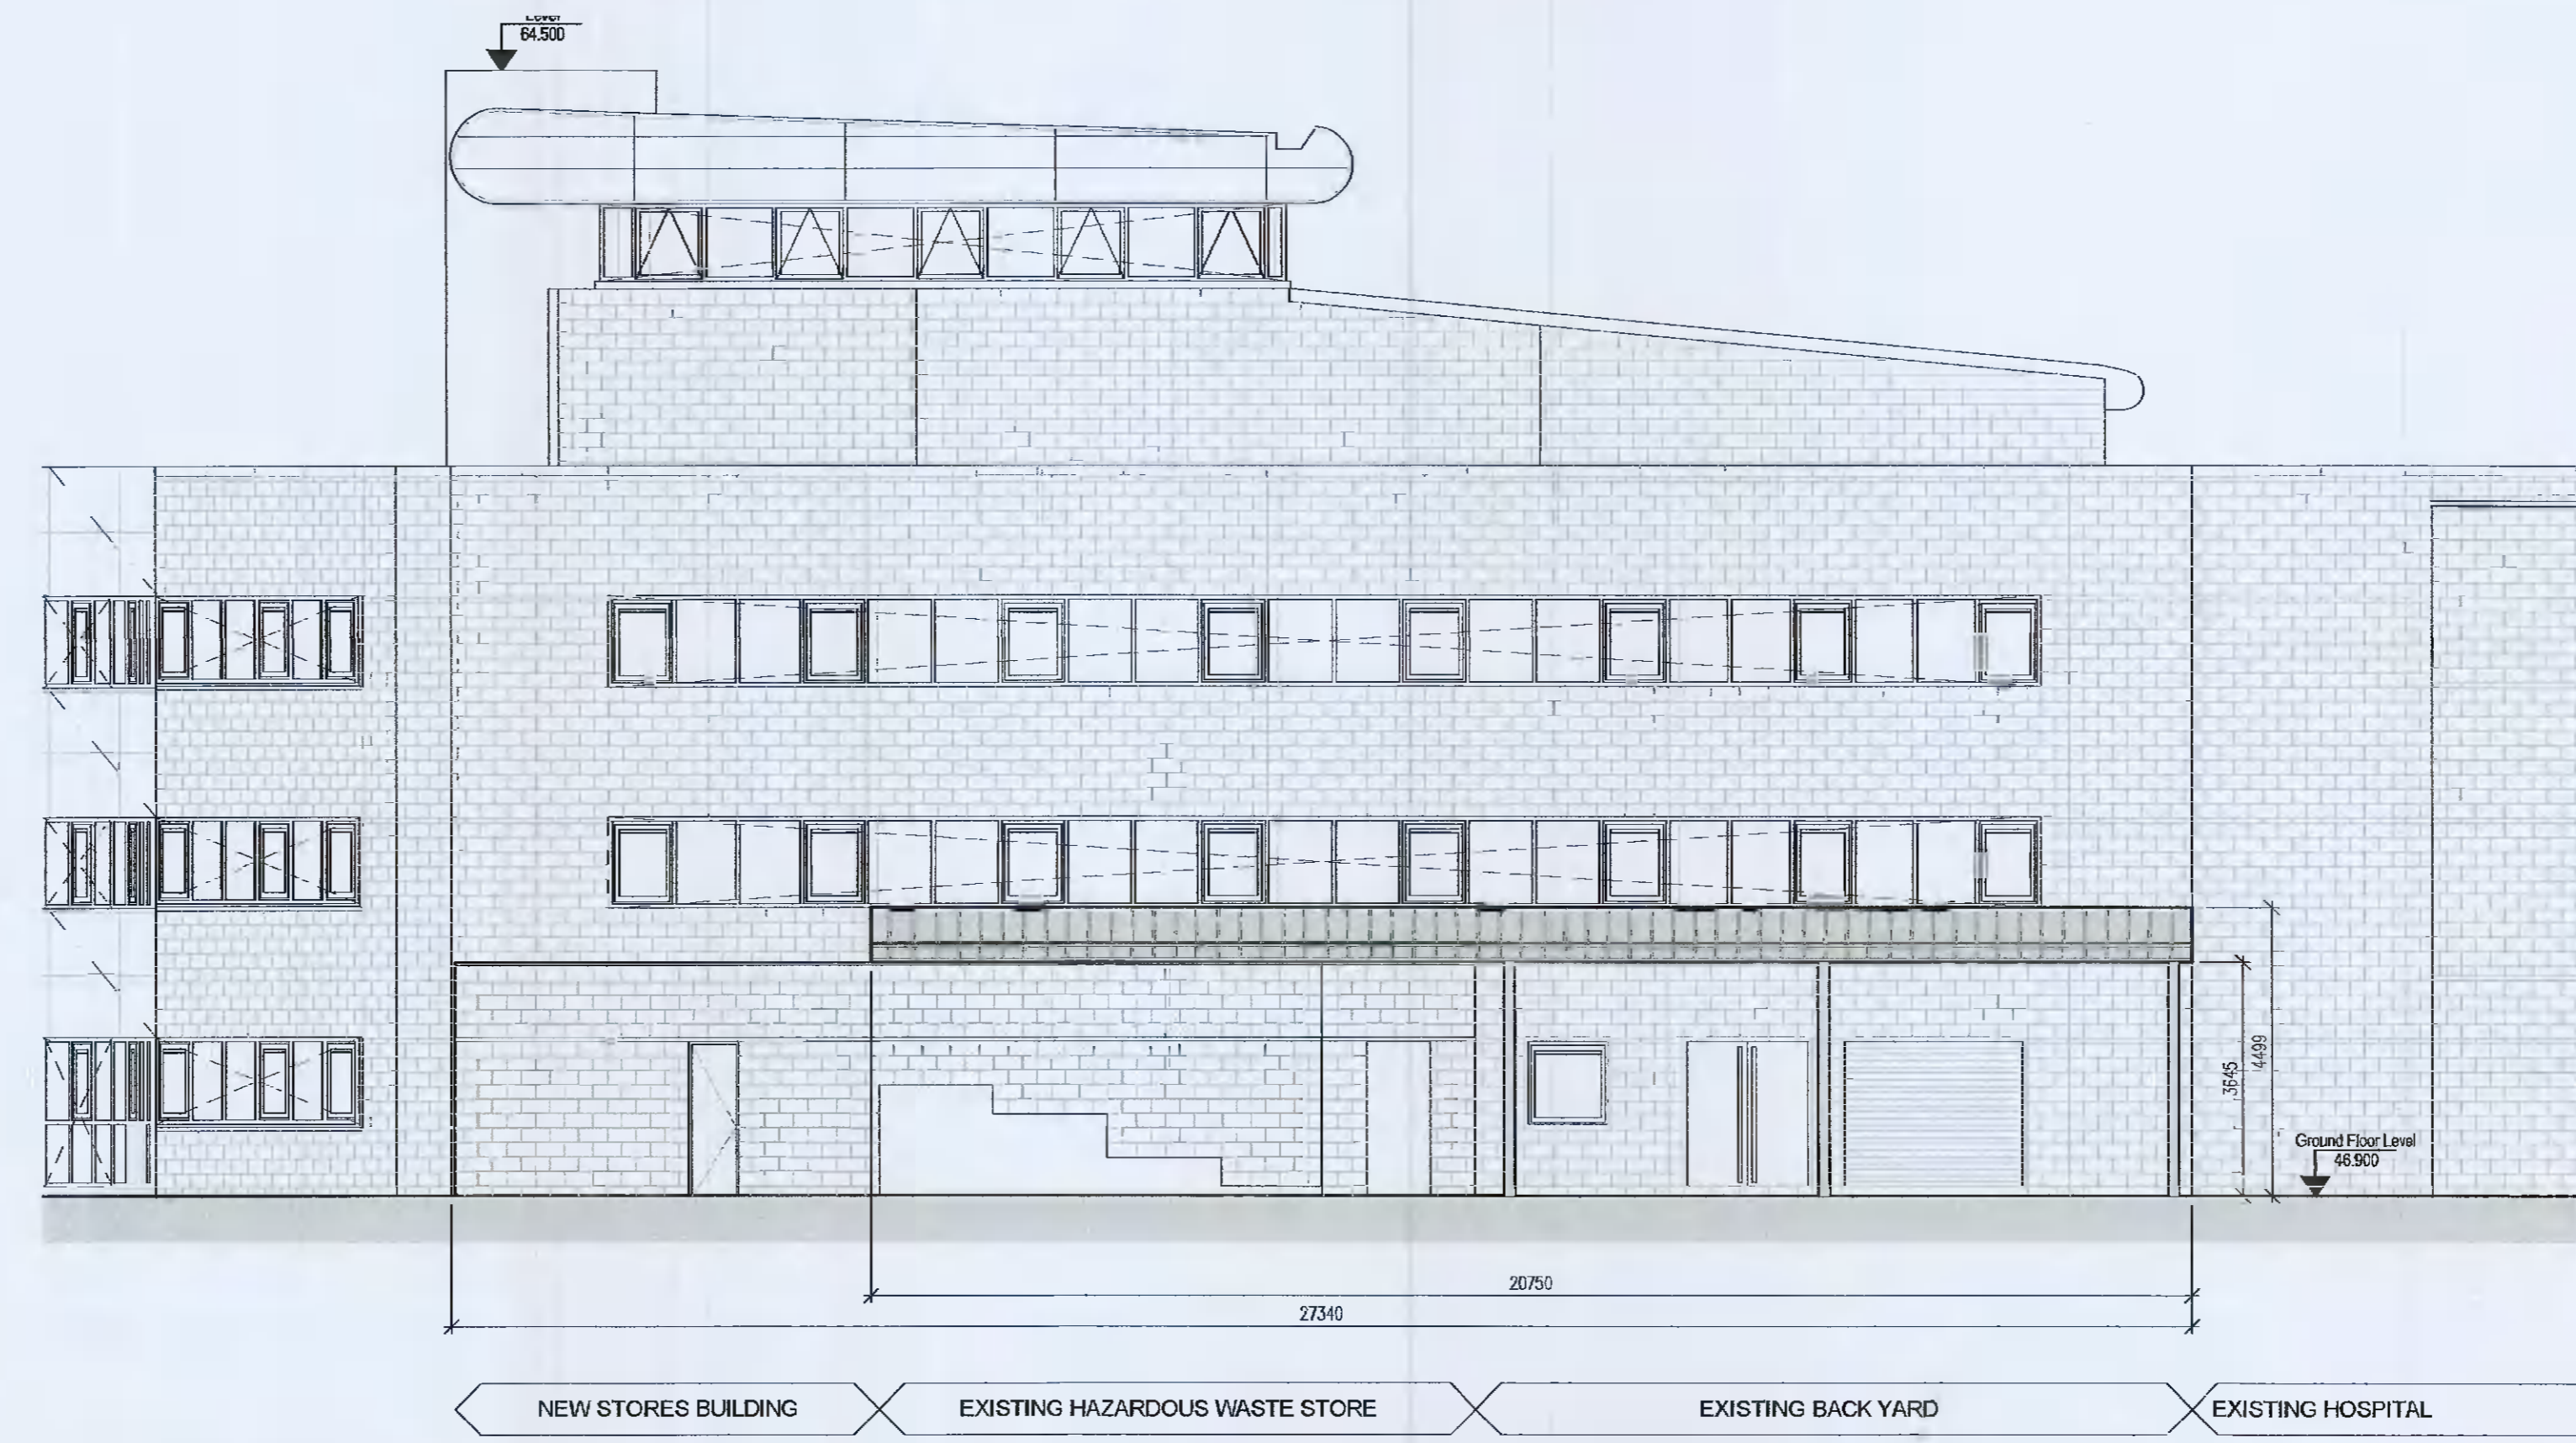 Level
64.500
3645
4499
Ground Floor Level
46.900
20750
27340
NEW STORES BUILDING
EXISTING HAZARDOUS WASTE STORE
EXISTING BACK YARD
EXISTING HOSPITAL